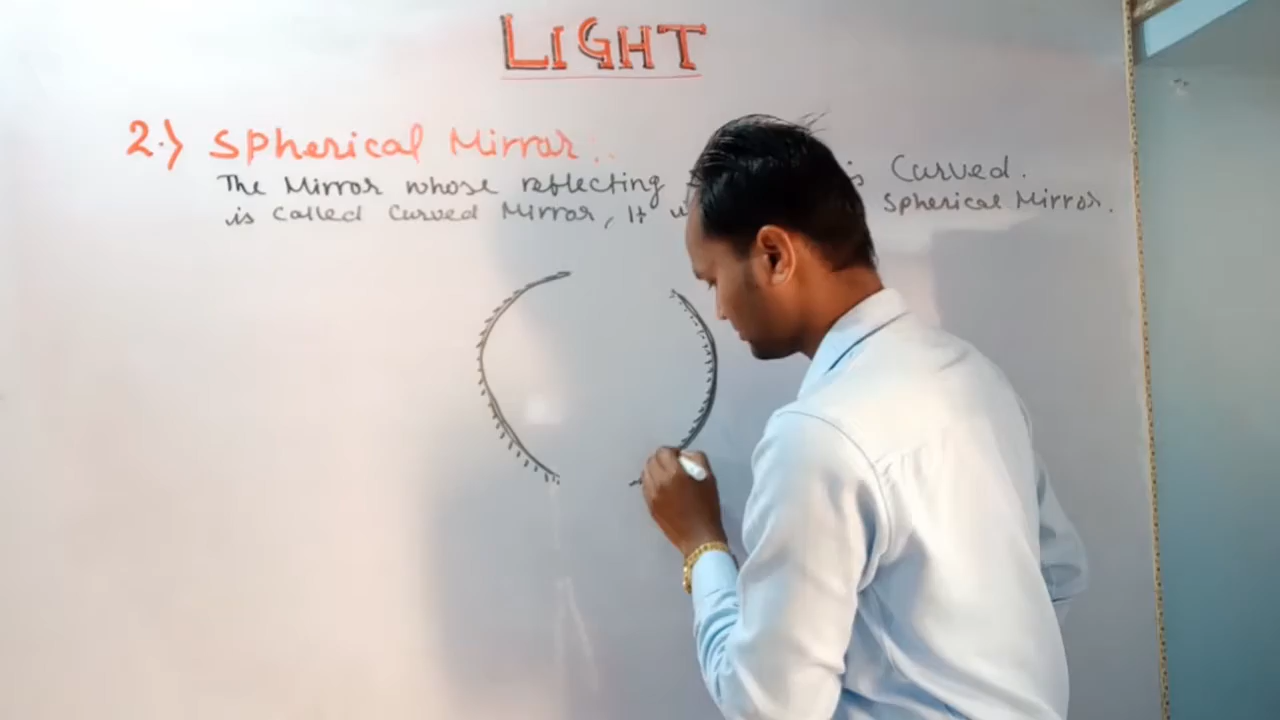 LIGHT
2.) Spherical Mirror:.
The Mirror whose reflecting is Curved.
is called Curved Mirror, It Spherical Mirror.